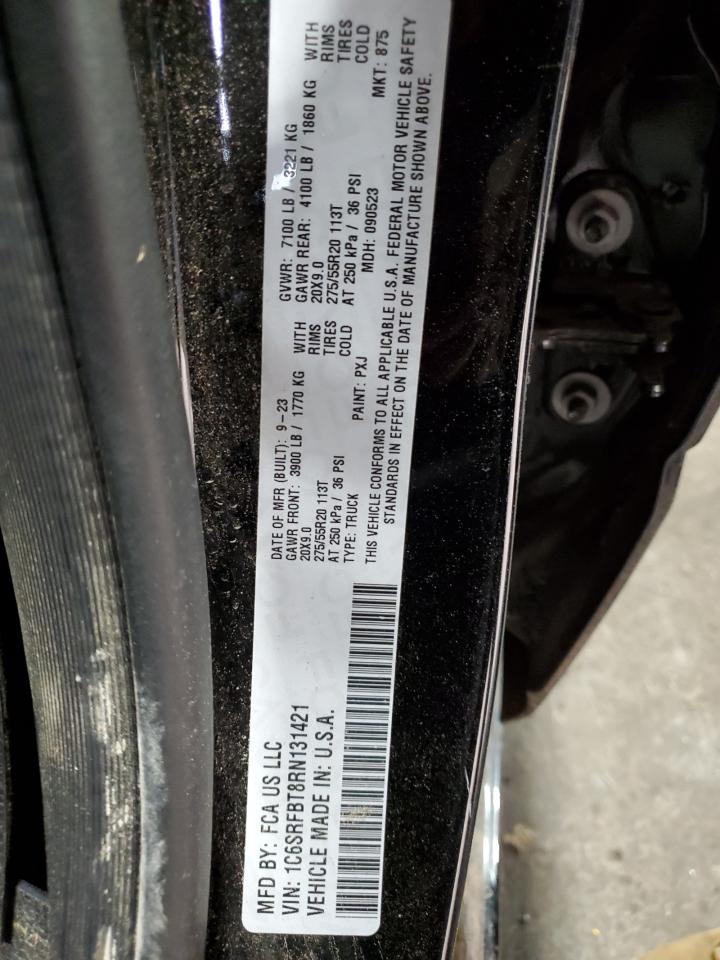 MFD BY: FCA US LLC
VIN: 1C6SRFBT8RN131421
VEHICLE MADE IN: U.S.A.
DATE OF MFR (BUILT): 9-23 GVWR: 7100 LB / 3221 KG
GAWR FRONT: 3900 LB / 1770 KG WITH GAWR REAR: 4100 LB / 1860 KG WITH
20X9.0 RIMS 20X9.0 RIMS
275/55R20 113T TIRES 275/55R20 113T TIRES
AT 250 kPa / 36 PSI COLD AT 250 kPa / 36 PSI COLD
TYPE: TRUCK PAINT: PXJ MDH: 090523 MKT: 875
THIS VEHICLE CONFORMS TO ALL APPLICABLE U.S.A. FEDERAL MOTOR VEHICLE SAFETY
STANDARDS IN EFFECT ON THE DATE OF MANUFACTURE SHOWN ABOVE.